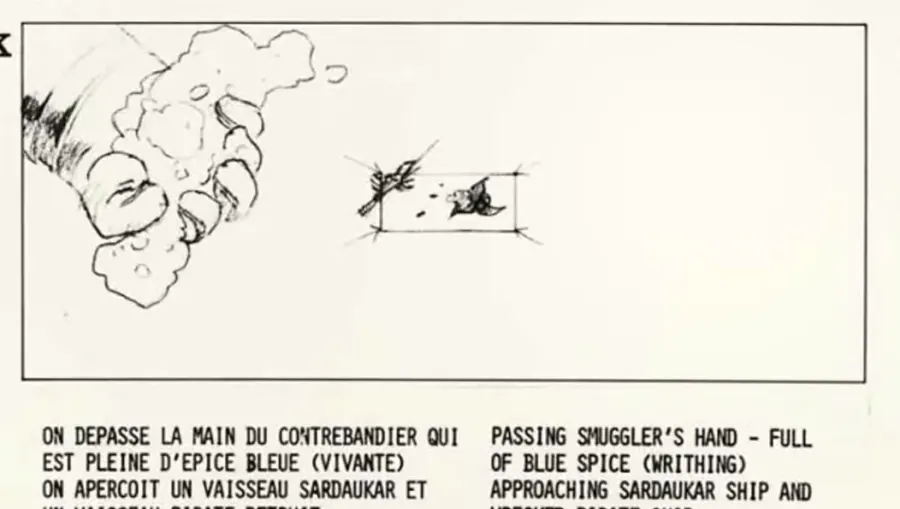 ON DEPASSE LA MAIN DU CONTREBANDIER QUI
EST PLEINE D'EPICE BLEUE (VIVANTE)
ON APERCOIT UN VAISSEAU SARDAUKAR ET
PASSING SMUGGLER'S HAND - FULL
OF BLUE SPICE (WRITHING)
APPROACHING SARDAUKAR SHIP AND